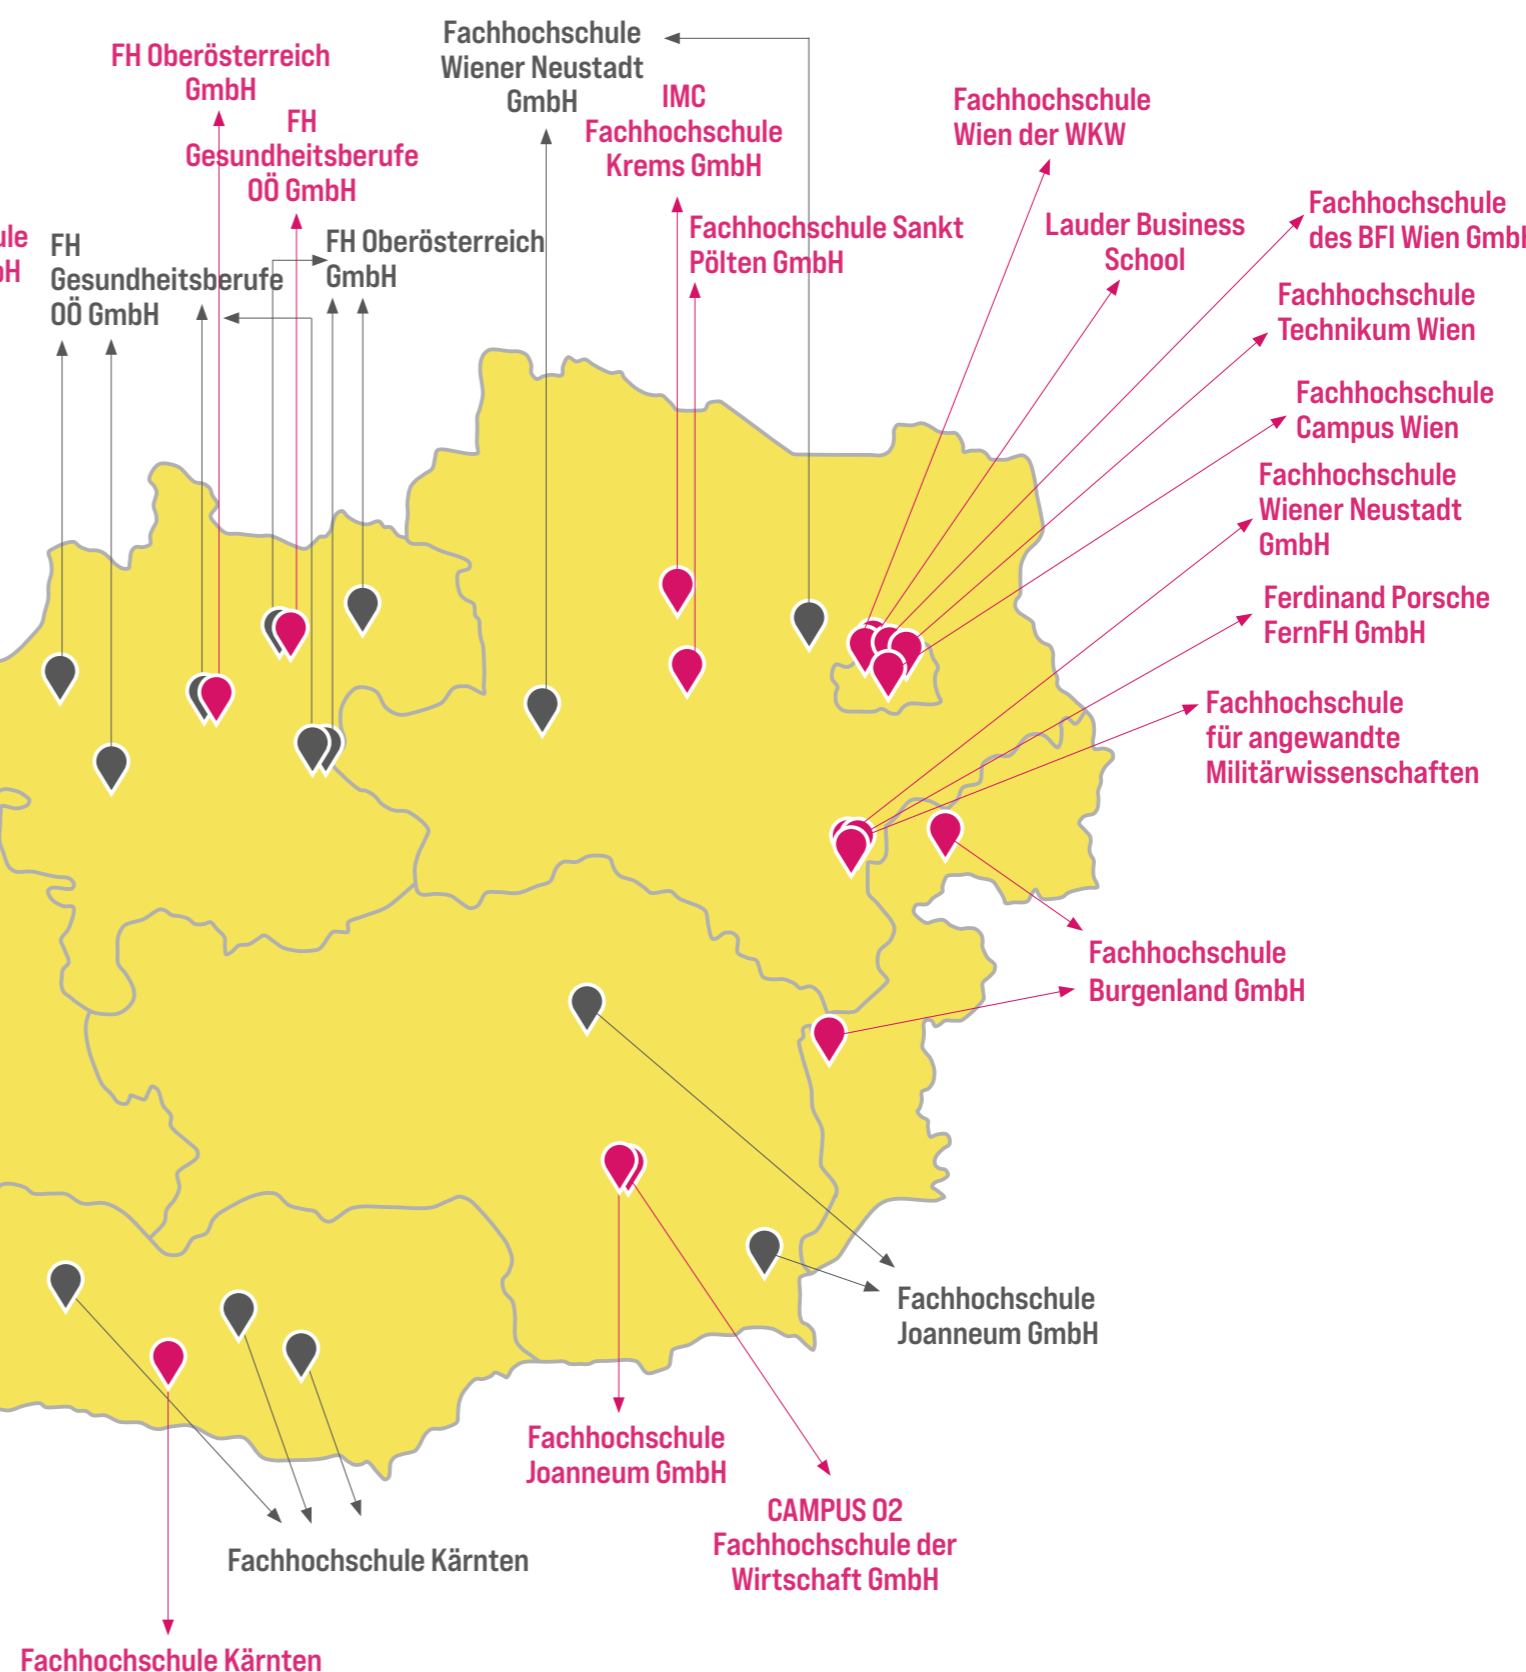 FH Oberösterreich
GmbH
FH
Gesundheitsberufe
OÖ GmbH
Fachhochschule
Wiener Neustadt
GmbH
IMC
Fachhochschule
Krems GmbH
Fachhochschule Sankt
Pölten GmbH
Fachhochschule
Wien der WKW
Lauder Business
School
Fachhochschule
des BFI Wien
Fachhochschule
Technikum Wien
Fachhochschule
Campus Wien
Fachhochschule
Wiener Neustadt
GmbH
Ferdinand Porsche
FernFH GmbH
Fachhochschule
für angewandte
Militärwissenschaften
FH
Gesundheitsberufe
OÖ GmbH
FH Oberösterreich
GmbH
Fachhochschule
Burgenland GmbH
Fachhochschule
Joanneum GmbH
Fachhochschule
Joanneum GmbH
CAMPUS 02
Fachhochschule der
Wirtschaft GmbH
Fachhochschule Kärnten
Fachhochschule Kärnten